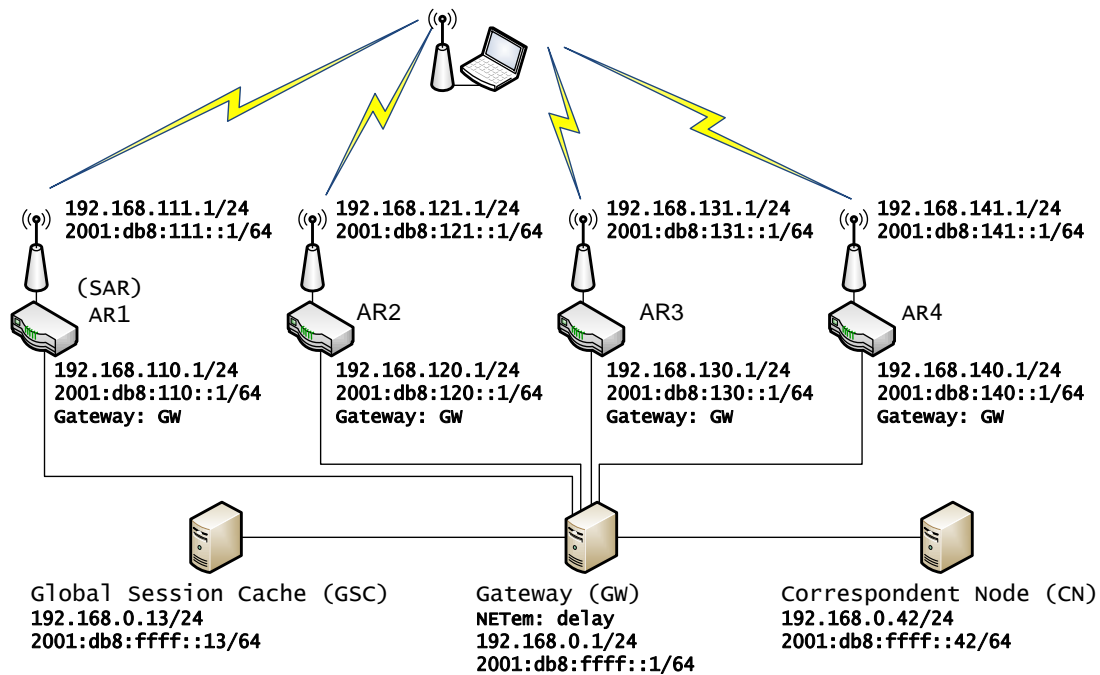 192.168.111.1/24
2001:db8:111::1/64
192.168.121.1/24
2001:db8:121::1/64
192.168.131.1/24
2001:db8:131::1/64
192.168.141.1/24
2001:db8:141::1/64
(SAR)
AR1
AR2
AR3
AR4
192.168.110.1/24
2001:db8:110::1/64
Gateway: GW
192.168.120.1/24
2001:db8:120::1/64
Gateway: GW
192.168.130.1/24
2001:db8:130::1/64
Gateway: GW
192.168.140.1/24
2001:db8:140::1/64
Gateway: GW
Global Session Cache (GSC)
192.168.0.13/24
2001:db8:ffff::13/64
Gateway (GW)
NETem: delay
192.168.0.1/24
2001:db8:ffff::1/64
Correspondent Node (CN)
192.168.0.42/24
2001:db8:ffff::42/64